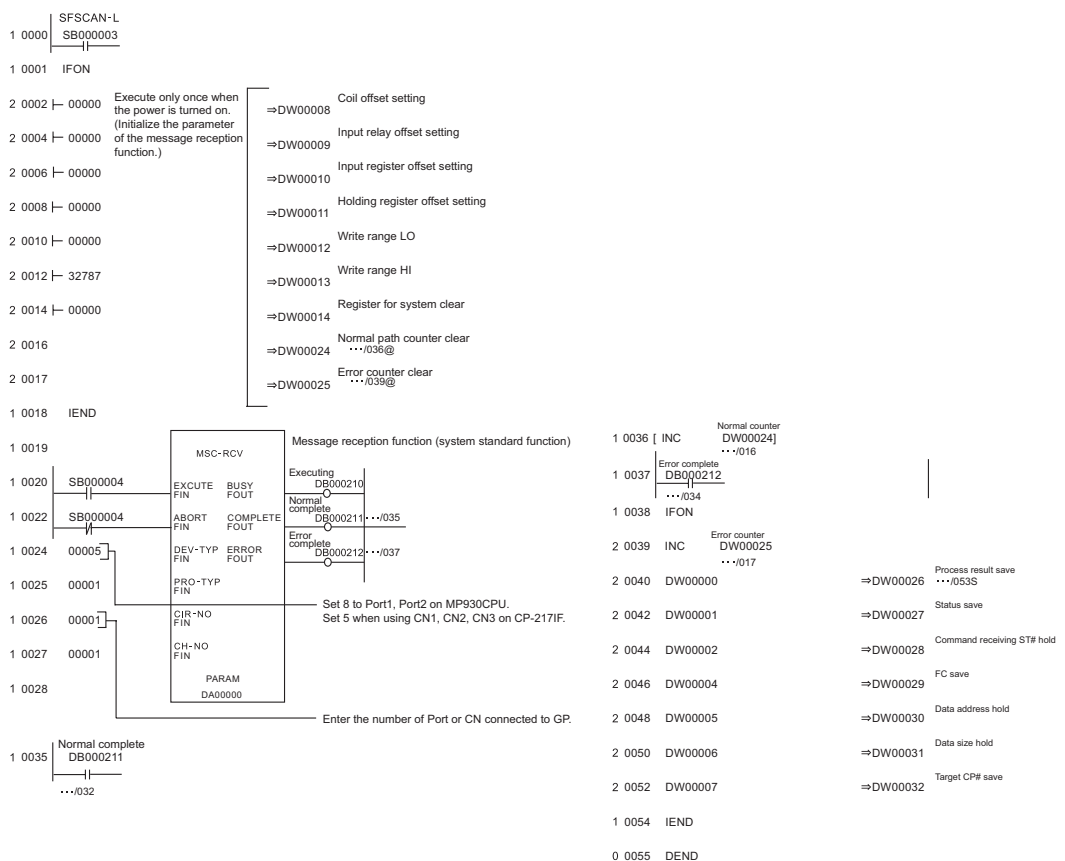 SFSCAN-L
1 0000 SB000003
1 0001 IFON
2 0002 00000 Execute only once when
the power is turned on.
(Initialize the parameter
of the message reception
function.)
⇒DW00008 Coil offset setting
2 0004 00000 ⇒DW00009 Input relay offset setting
2 0006 00000 ⇒DW00010 Input register offset setting
2 0008 00000 ⇒DW00011 Holding register offset setting
2 0010 00000 ⇒DW00012 Write range LO
2 0012 32787 ⇒DW00013 Write range HI
2 0014 00000 ⇒DW00014 Register for system clear
2 0016 ⇒DW00024 Normal path counter clear
···/036@
2 0017 ⇒DW00025 Error counter clear
···/039@
1 0018 IEND
1 0019 MSC-RCV Message reception function (system standard function)
1 0020 SB000004 EXCUTE BUSY Executing DB000210
FIN FOUT
1 0022 SB000004 ABORT COMPLETE Normal complete DB000211 ···/035
FIN FOUT
1 0024 00005 DEV-TYP ERROR Error complete DB000212 ···/037
FIN FOUT
1 0025 00001 PRO-TYP
FIN
Set 8 to Port1, Port2 on MP930CPU.
Set 5 when using CN1, CN2, CN3 on CP-217IF.
1 0026 00001 CIR-NO
FIN
1 0027 00001 CH-NO
FIN
1 0028 PARAM
DA00000
Enter the number of Port or CN connected to GP.
Normal complete
1 0035 DB000211
···/032
Normal counter
1 0036 [ INC DW00024]
···/016
Error complete
1 0037 DB000212
···/034
1 0038 IFON
Error counter
2 0039 INC DW00025
···/017
2 0040 DW00000 ⇒DW00026 Process result save
···/053S
2 0042 DW00001 ⇒DW00027 Status save
2 0044 DW00002 ⇒DW00028 Command receiving ST# hold
2 0046 DW00004 ⇒DW00029 FC save
2 0048 DW00005 ⇒DW00030 Data address hold
2 0050 DW00006 ⇒DW00031 Data size hold
2 0052 DW00007 ⇒DW00032 Target CP# save
1 0054 IEND
0 0055 DEND